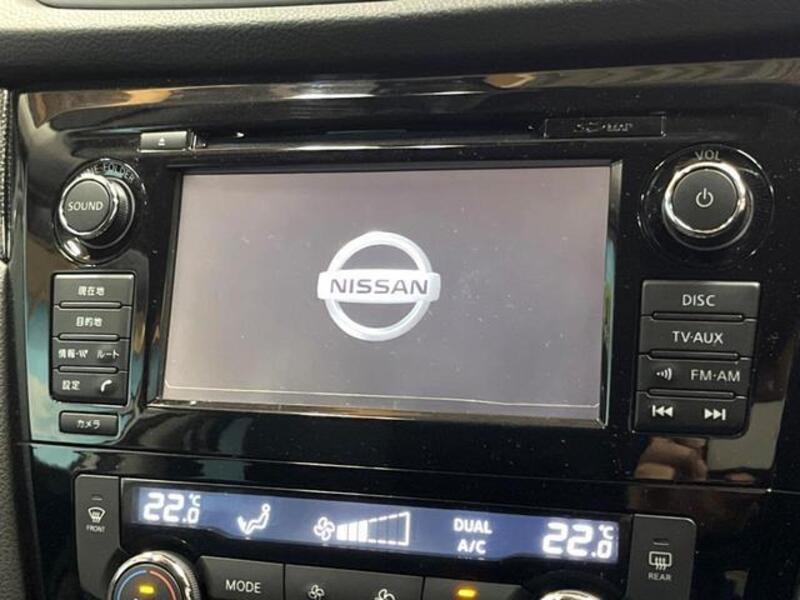 VOL
SOUND
NISSAN
現在地
目的地
情報・VP ルート
設定
カメラ
DISC
TV・AUX
FM・AM
FRONT
22.0℃
DUAL
A/C
22.0℃
REAR
MODE